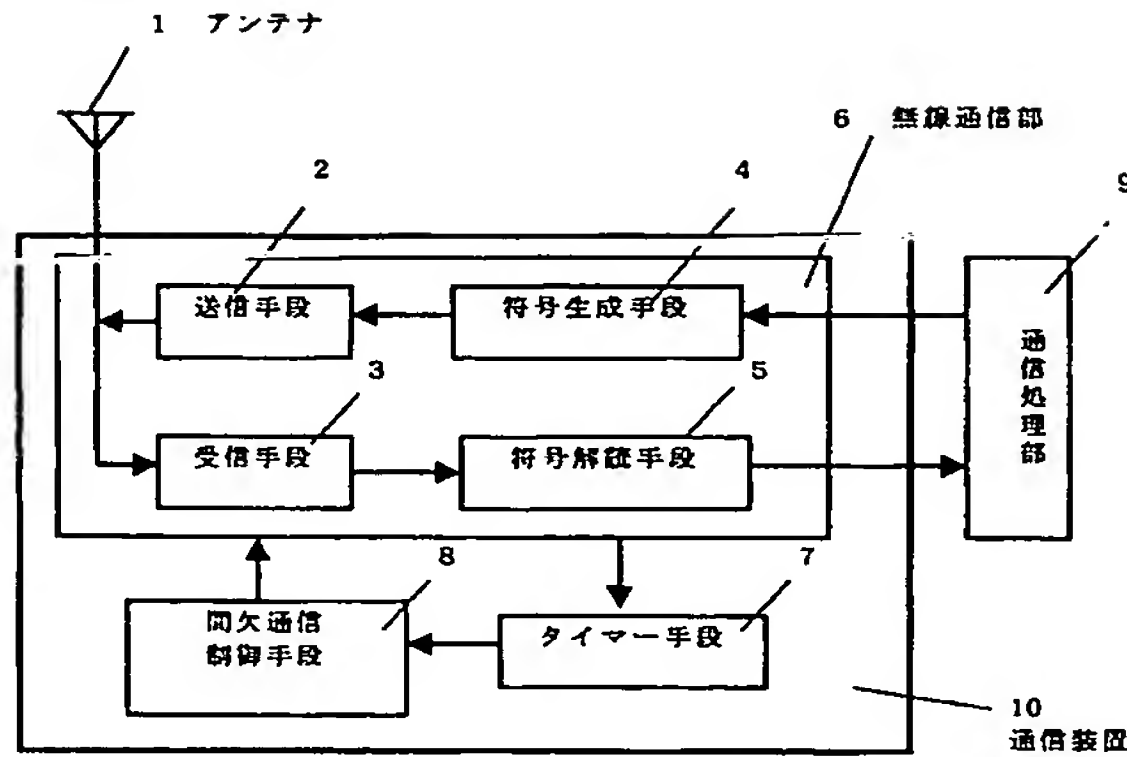 1 アンテナ
6 無線通信部
2
4
9
送信手段
符号生成手段
通信処理部
3
5
受信手段
符号解読手段
8
7
間欠通信
制御手段
タイマー手段
10
通信装置